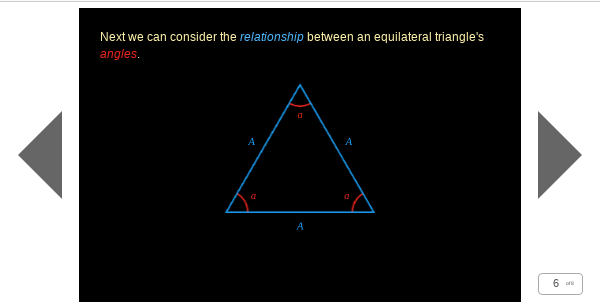 Next we can consider the relationship between an equilateral triangle's
angles.
a
A A
a a
A
6 of 8